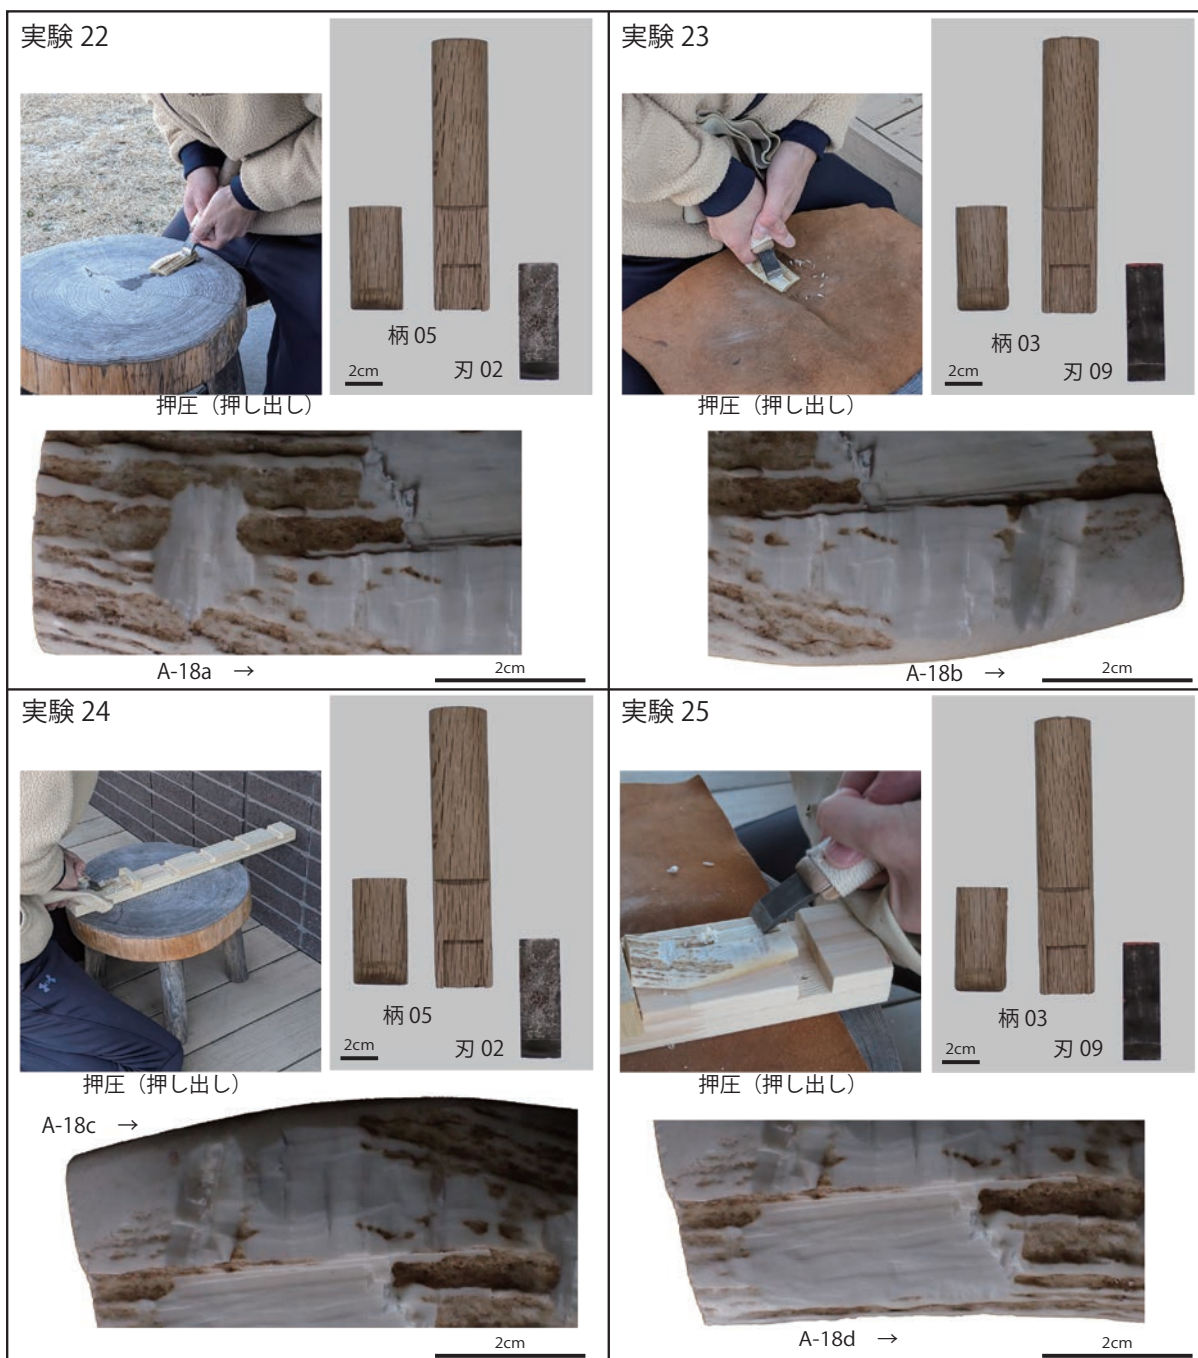 実験 22
柄 05
2cm
刃 02
押圧（押し出し）
A-18a →
2cm
実験 23
柄 03
2cm
刃 09
押圧（押し出し）
A-18b →
2cm
実験 24
柄 05
2cm
刃 02
押圧（押し出し）
A-18c →
2cm
実験 25
柄 03
2cm
刃 09
押圧（押し出し）
A-18d →
2cm